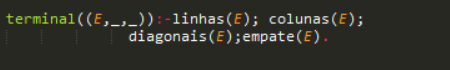 terminal((E,_,_)):-linhas(E); colunas(E);
diagonais(E);empate(E).